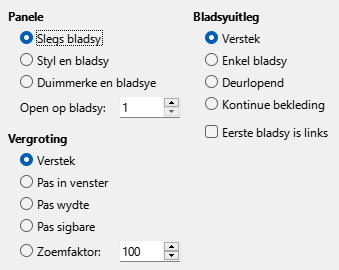 Panele
Slegs bladsy
Styl en bladsy
Duimmerke en bladsye
Open op bladsy: 1
Vergroting
Verstek
Pas in venster
Pas wydte
Pas sigbare
Zoemfaktor: 100
Bladsyuitleg
Verstek
Enkel bladsy
Deurlopend
Kontinue bekleding
Eerste bladsy is links